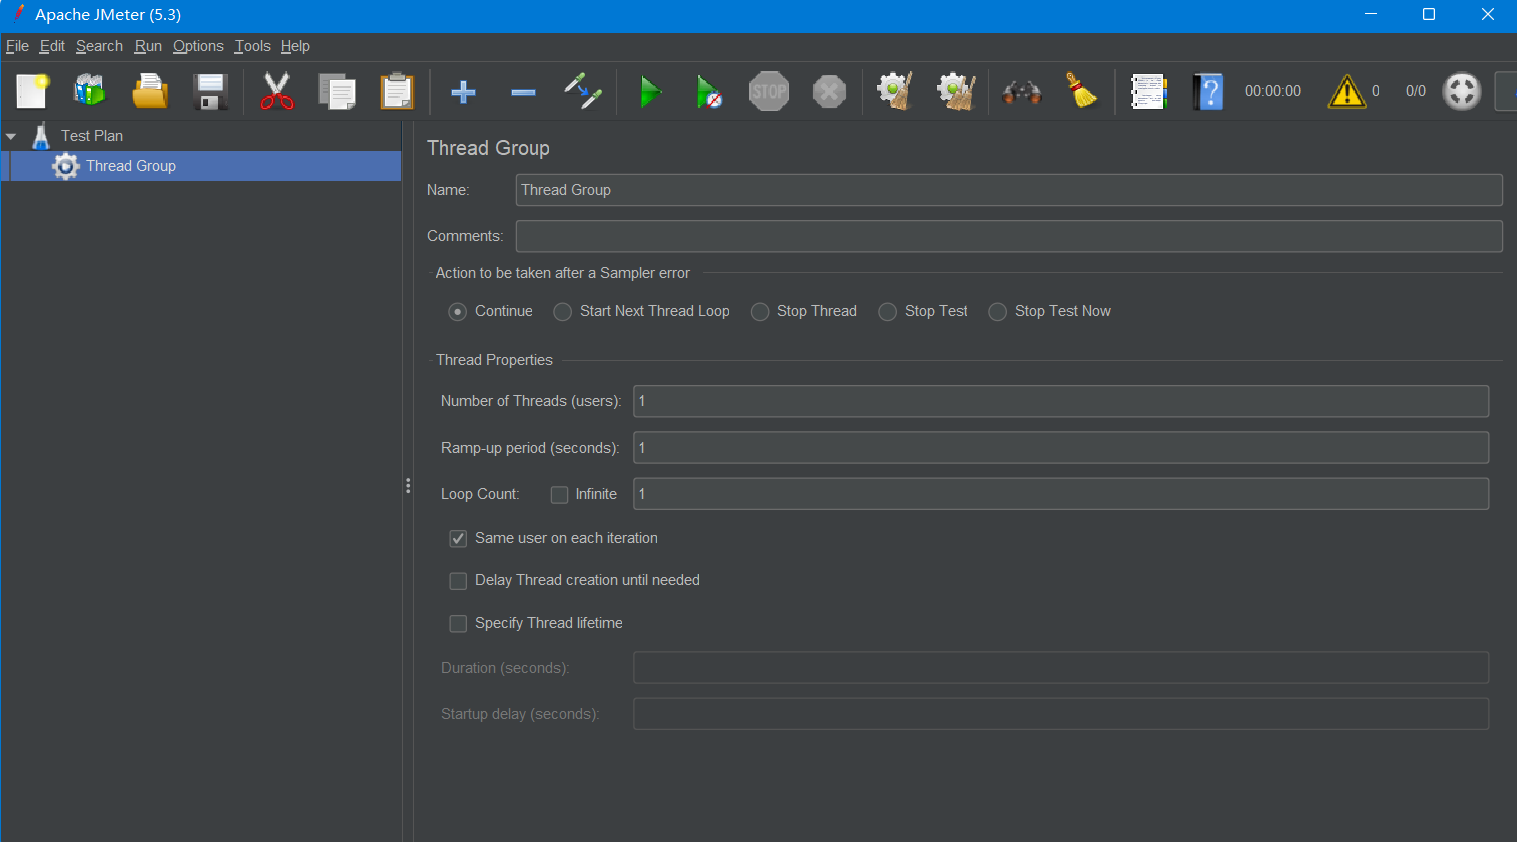 Apache JMeter (5.3)
File Edit Search Run Options Tools Help
STOP ? 00:00:00 0 0/0
Test Plan
Thread Group
Thread Group
Name: Thread Group
Comments:
Action to be taken after a Sampler error
Continue Start Next Thread Loop Stop Thread Stop Test Stop Test Now
Thread Properties
Number of Threads (users): 1
Ramp-up period (seconds): 1
Loop Count: Infinite 1
Same user on each iteration
Delay Thread creation until needed
Specify Thread lifetime
Duration (seconds):
Startup delay (seconds):